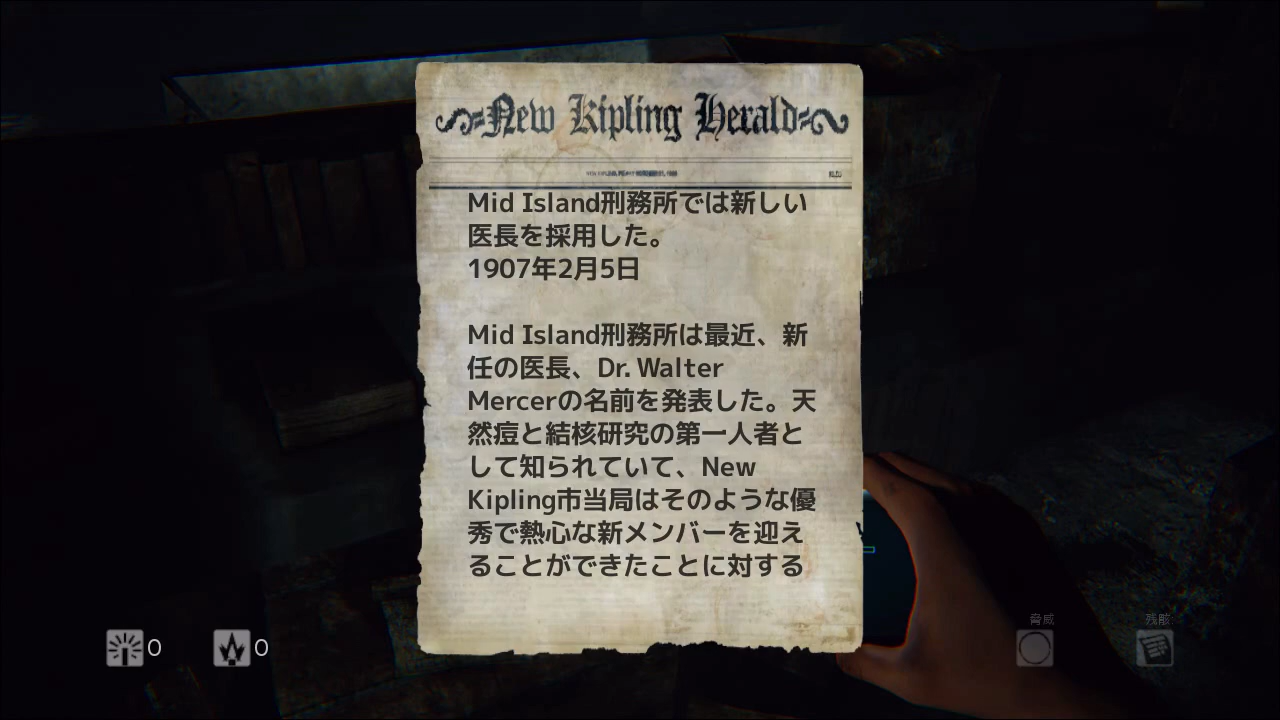 New Kipling Herald
Mid Island刑務所では新しい
医長を採用した。
1907年2月5日
Mid Island刑務所は最近、新
任の医長、Dr. Walter
Mercerの名前を発表した。天
然痘と結核研究の第一人者と
して知られていて、New
Kipling市当局はそのような優
秀で熱心な新メンバーを迎え
ることができたことに対する
0
0
脅威
残骸